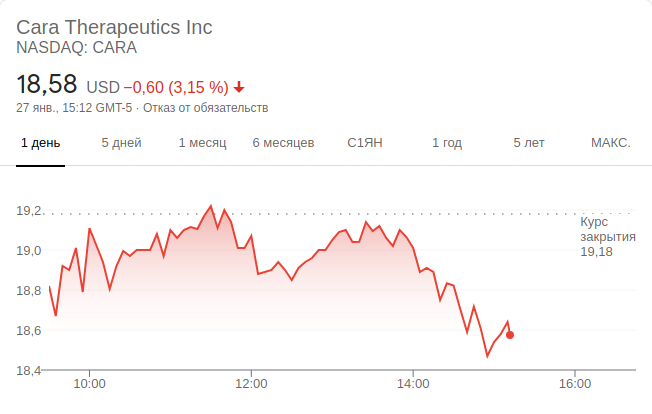 Cara Therapeutics Inc
NASDAQ: CARA
18,58 USD −0,60 (3,15 %)
27 янв., 15:12 GMT-5 · Отказ от обязательств
1 день 5 дней 1 месяц 6 месяцев С1ЯН 1 год 5 лет МАКС.
19,2
Курс
закрытия
19,18
19,0
18,8
18,6
18,4
10:00 12:00 14:00 16:00